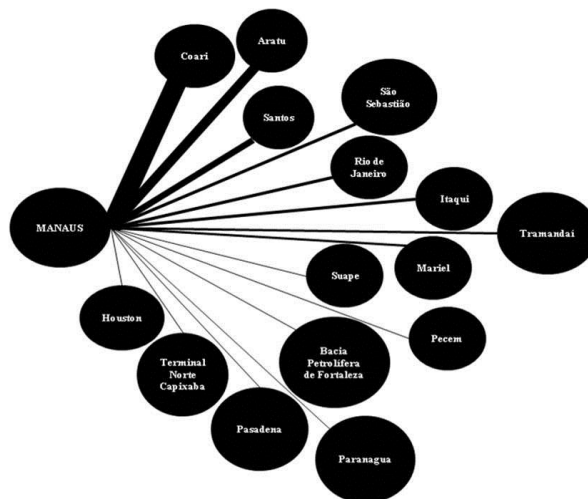 Coari
Aratu
São
Sebastião
Santos
Rio de
Janeiro
Itaqui
MANAUS
Tramandaí
Mariel
Suape
Houston
Pecem
Terminal
Norte
Capixaba
Bacia
Petrolífera
de Fortaleza
Pasadena
Paranagua